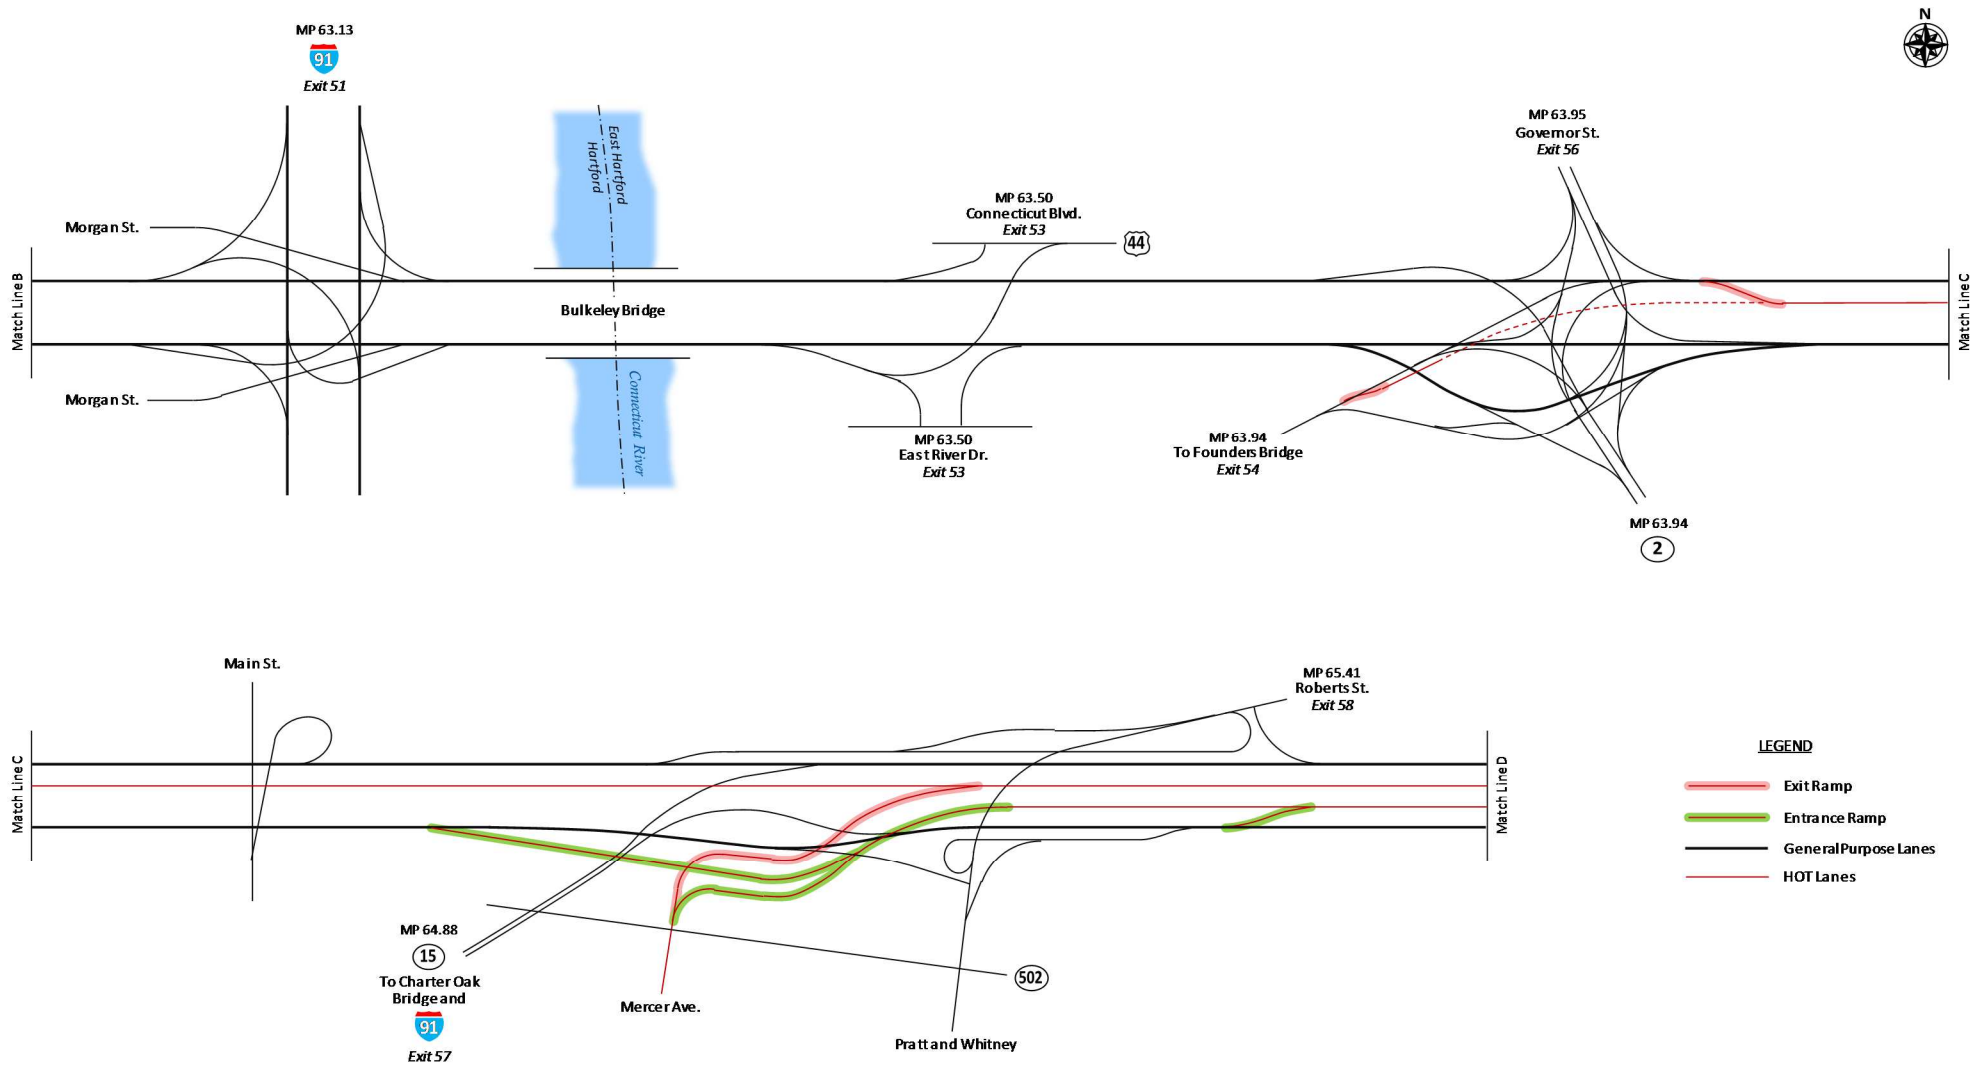 N
MP 63.13
91
Exit 51
MP 63.95
Governor St.
Exit 56
East Hartford
Hartford
MP 63.50
Connecticut Blvd.
Exit 53
44
Morgan St.
Match Line B
Match Line C
Bulkeley Bridge
Morgan St.
Connecticut River
MP 63.50
East River Dr.
Exit 53
MP 63.94
To Founders Bridge
Exit 54
MP 63.94
2
Main St.
MP 65.41
Roberts St.
Exit 58
Match Line C
Match Line D
LEGEND
Exit Ramp
Entrance Ramp
General Purpose Lanes
HOT Lanes
MP 64.88
15
To Charter Oak
Bridge and
91
Exit 57
502
Mercer Ave.
Pratt and Whitney